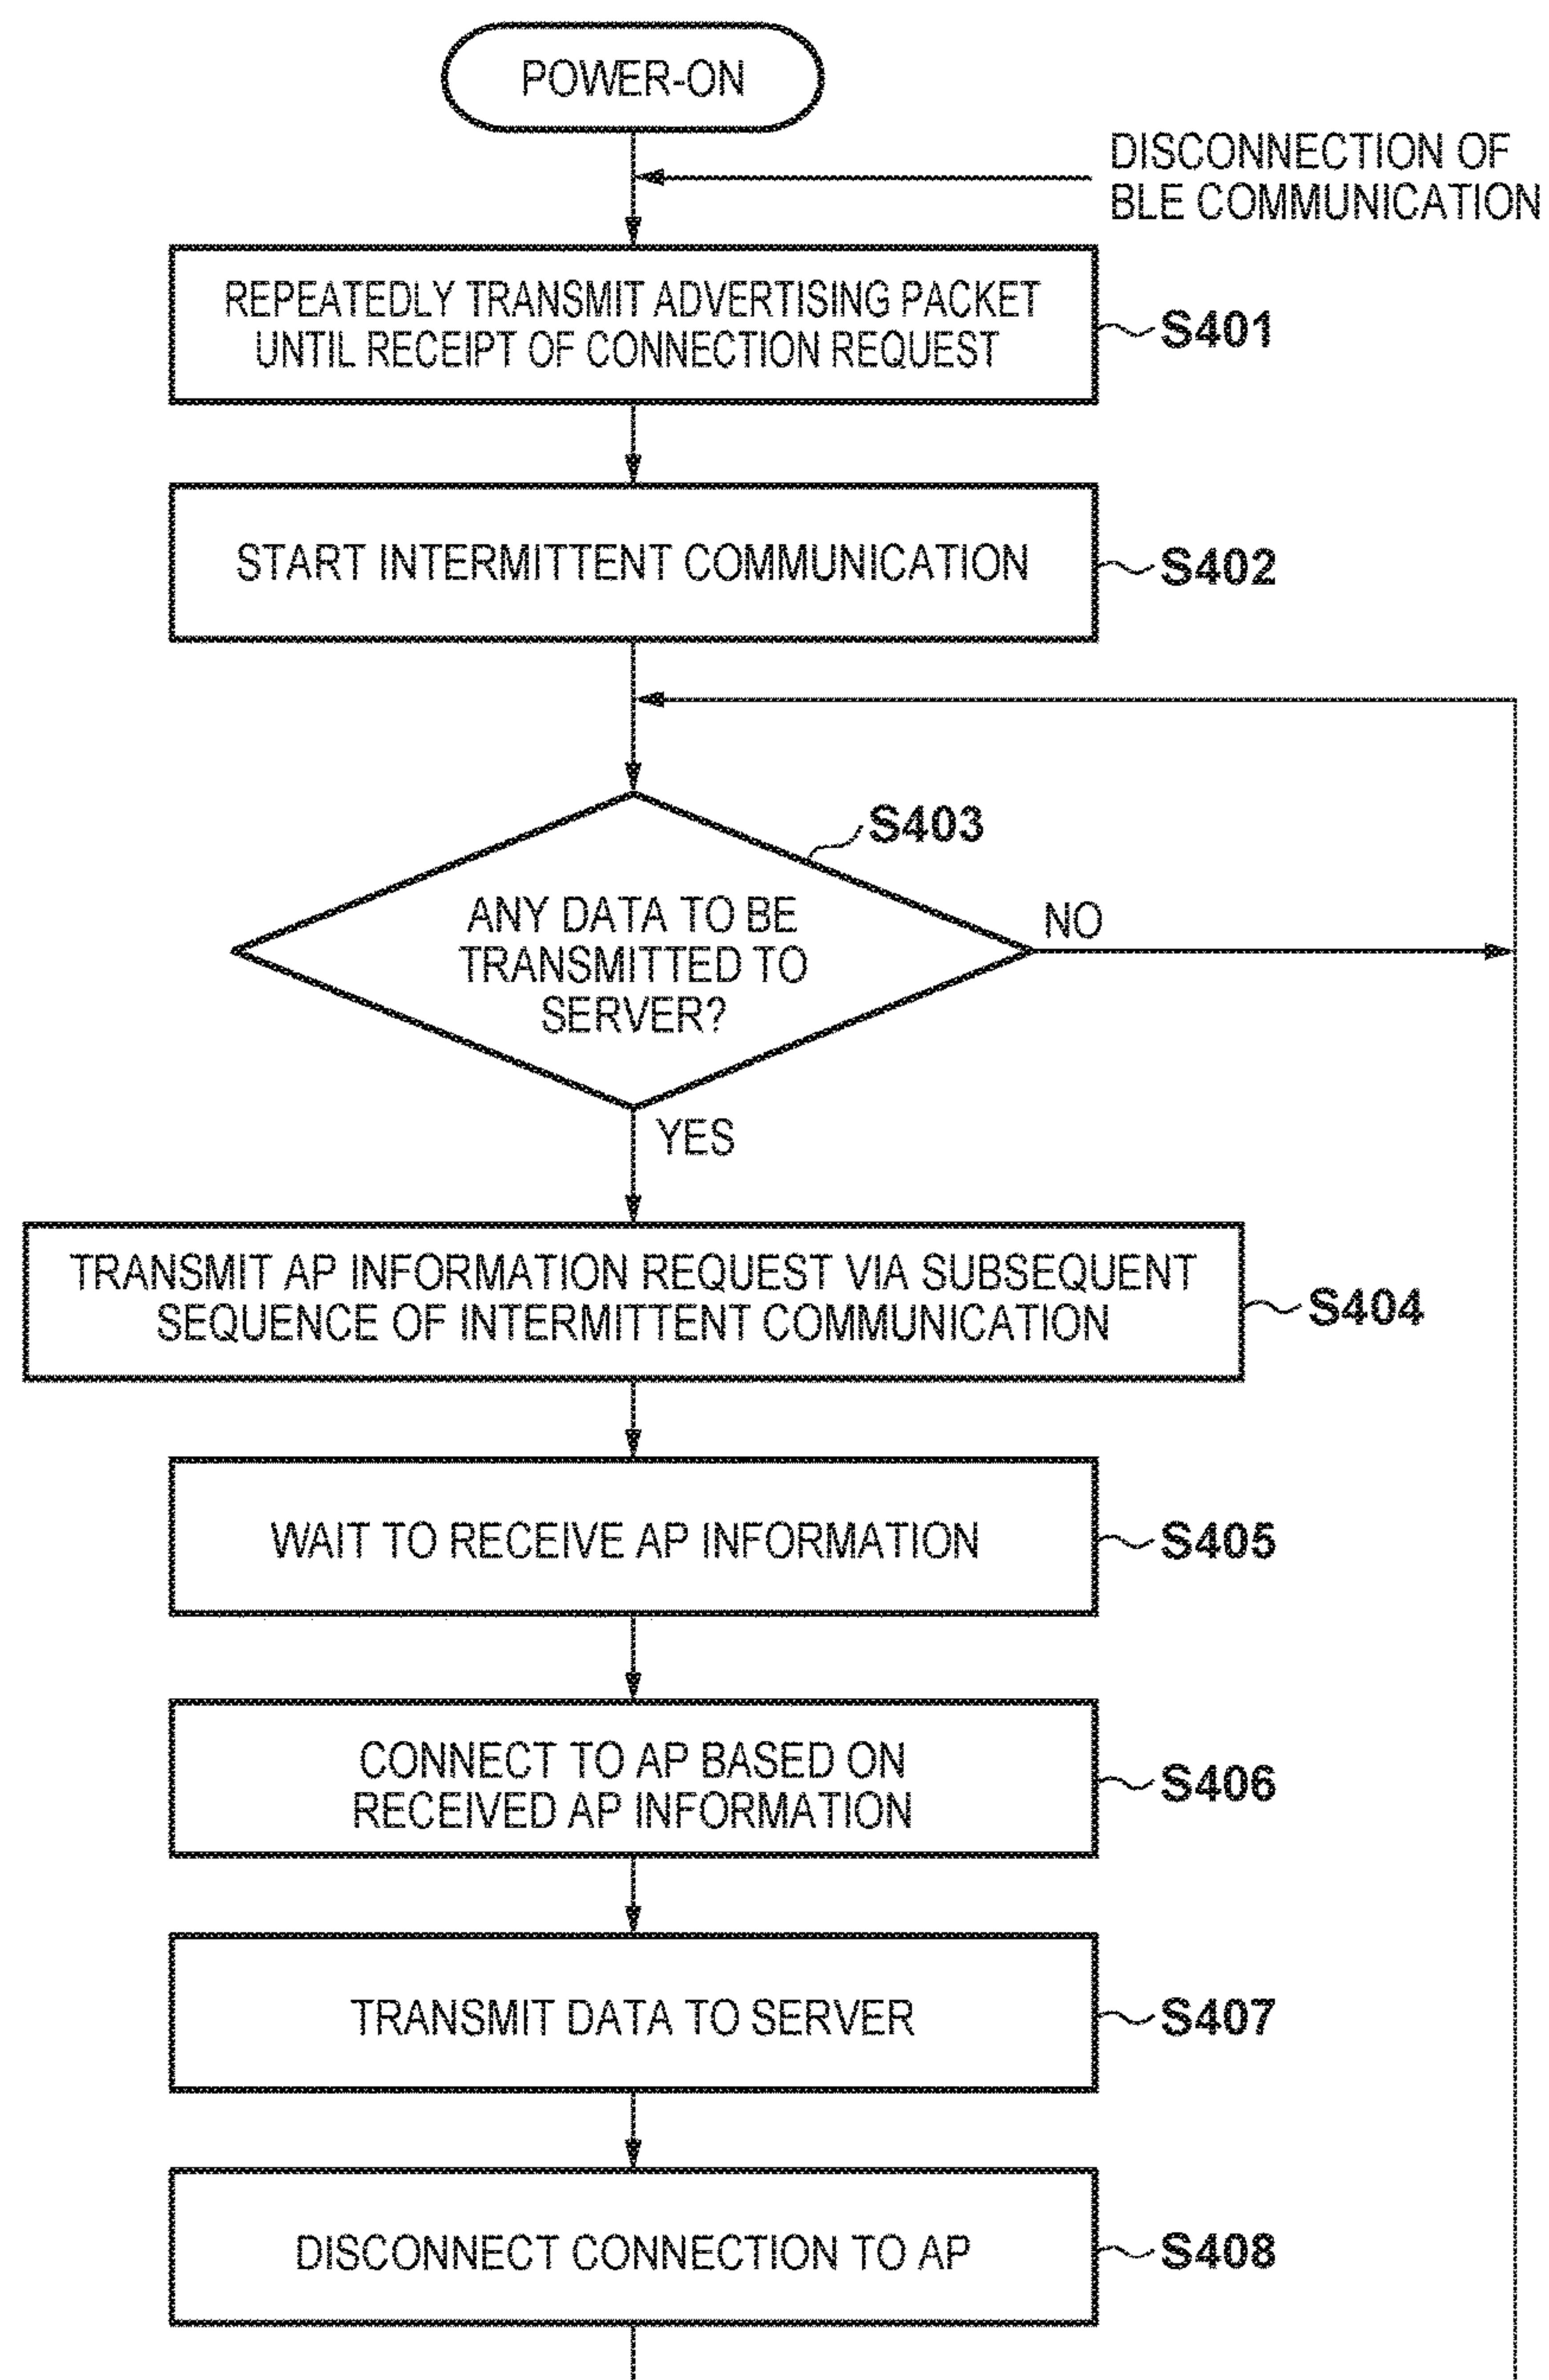 POWER-ON
DISCONNECTION OF
BLE COMMUNICATION
REPEATEDLY TRANSMIT ADVERTISING PACKET
UNTIL RECEIPT OF CONNECTION REQUEST
S401
START INTERMITTENT COMMUNICATION
S402
S403
ANY DATA TO BE
TRANSMITTED TO
SERVER?
NO
YES
TRANSMIT AP INFORMATION REQUEST VIA SUBSEQUENT
SEQUENCE OF INTERMITTENT COMMUNICATION
S404
WAIT TO RECEIVE AP INFORMATION
S405
CONNECT TO AP BASED ON
RECEIVED AP INFORMATION
S406
TRANSMIT DATA TO SERVER
S407
DISCONNECT CONNECTION TO AP
S408